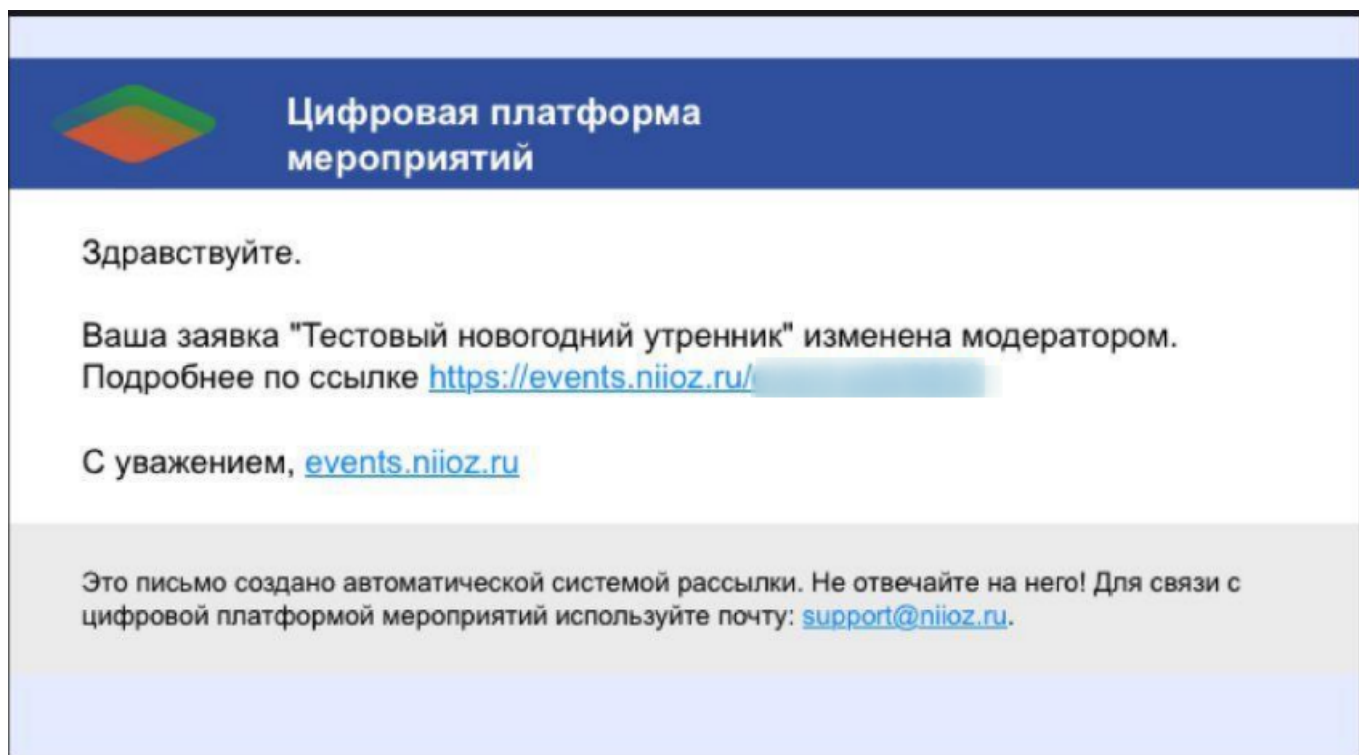 Цифровая платформа
мероприятий
Здравствуйте.
Ваша заявка "Тестовый новогодний утренник" изменена модератором.
Подробнее по ссылке https://events.niioz.ru/
С уважением, events.niioz.ru
Это письмо создано автоматической системой рассылки. Не отвечайте на него! Для связи с
цифровой платформой мероприятий используйте почту: support@niioz.ru.